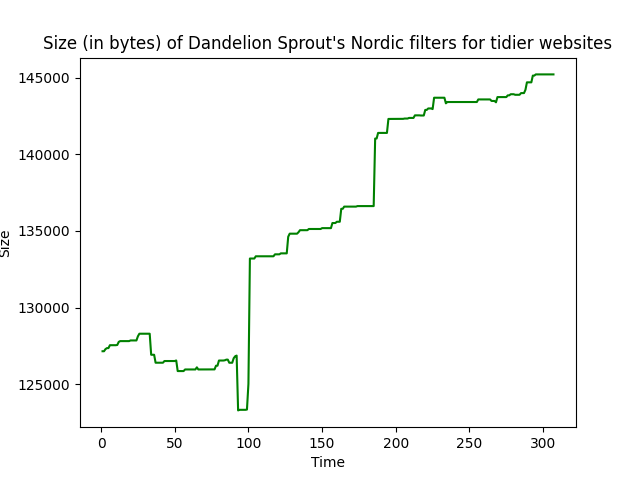 Size (in bytes) of Dandelion Sprout's Nordic filters for tidier websites
145000
140000
135000
130000
125000
Size
0 50 100 150 200 250 300
Time